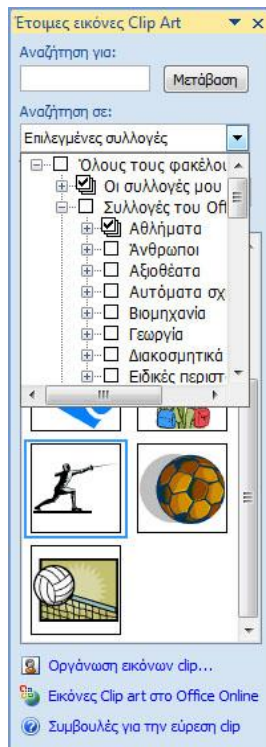 Έτοιμες εικόνες Clip Art
Αναζήτηση για:
Μετάβαση
Αναζήτηση σε:
Επιλεγμένες συλλογές
Όλους τους φακέλοι
Οι συλλογές μου
Συλλογές του Off
Αθλήματα
Άνθρωποι
Αξιοθέατα
Αυτόματα σχ
Βιομηχανία
Γεωργία
Διακοσμητικά
Ειδικές περιστ
Οργάνωση εικόνων clip...
Εικόνες Clip art στο Office Online
Συμβουλές για την εύρεση clip